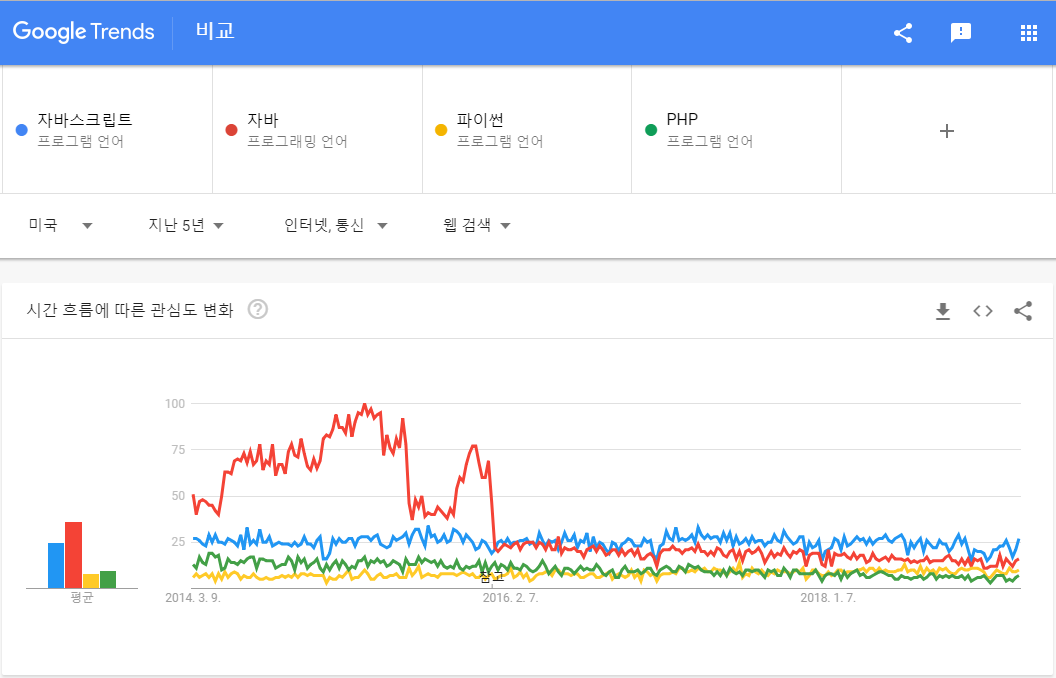 Google Trends 비교
자바스크립트
프로그램 언어
자바
프로그래밍 언어
파이썬
프로그램 언어
PHP
프로그램 언어
미국 지난 5년 인터넷, 통신 웹 검색
시간 흐름에 따른 관심도 변화 ?
100
75
50
25
참고
평균
2014. 3. 9. 2016. 2. 7. 2018. 1. 7.